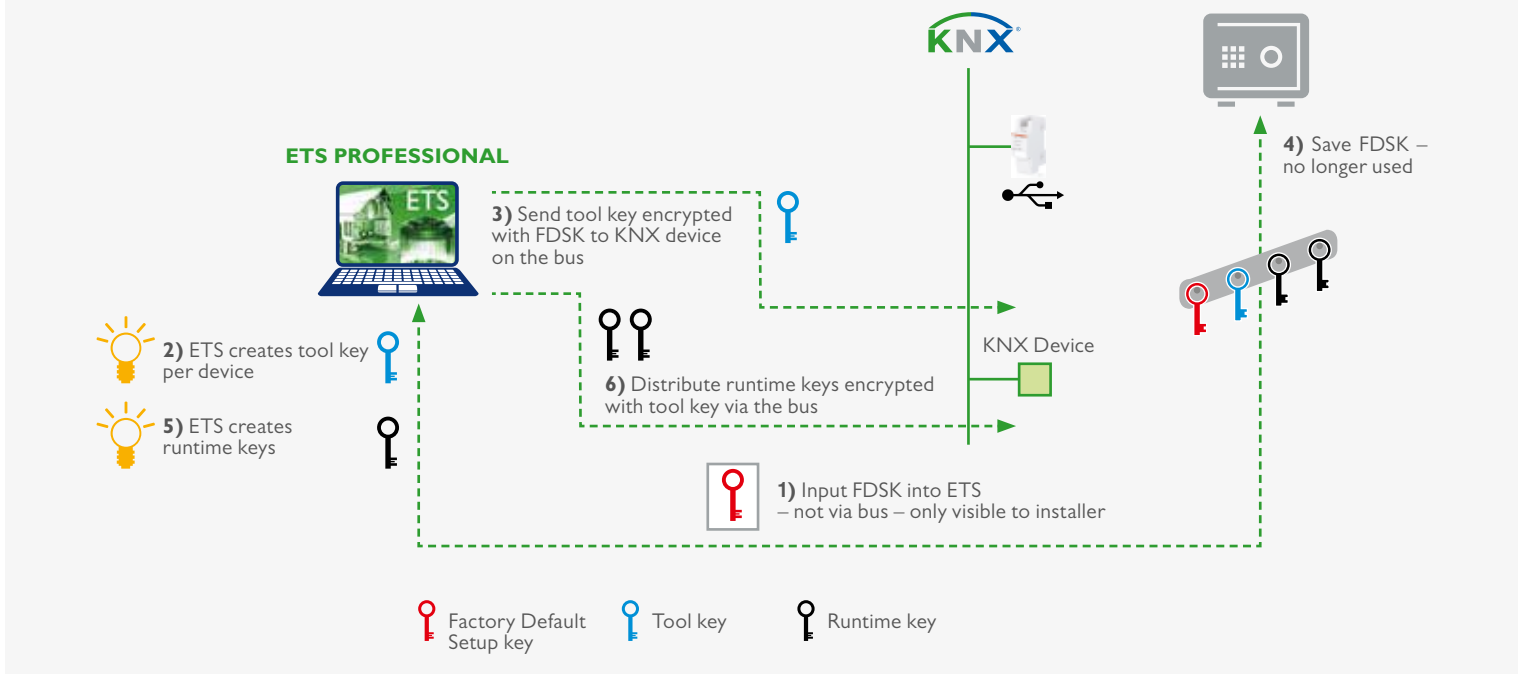 KNX®
ETS PROFESSIONAL
ETS
3) Send tool key encrypted
with FDSK to KNX device
on the bus
4) Save FDSK –
no longer used
2) ETS creates tool key
per device
KNX Device
6) Distribute runtime keys encrypted
with tool key via the bus
5) ETS creates
runtime keys
1) Input FDSK into ETS
– not via bus – only visible to installer
Factory Default
Setup key
Tool key
Runtime key